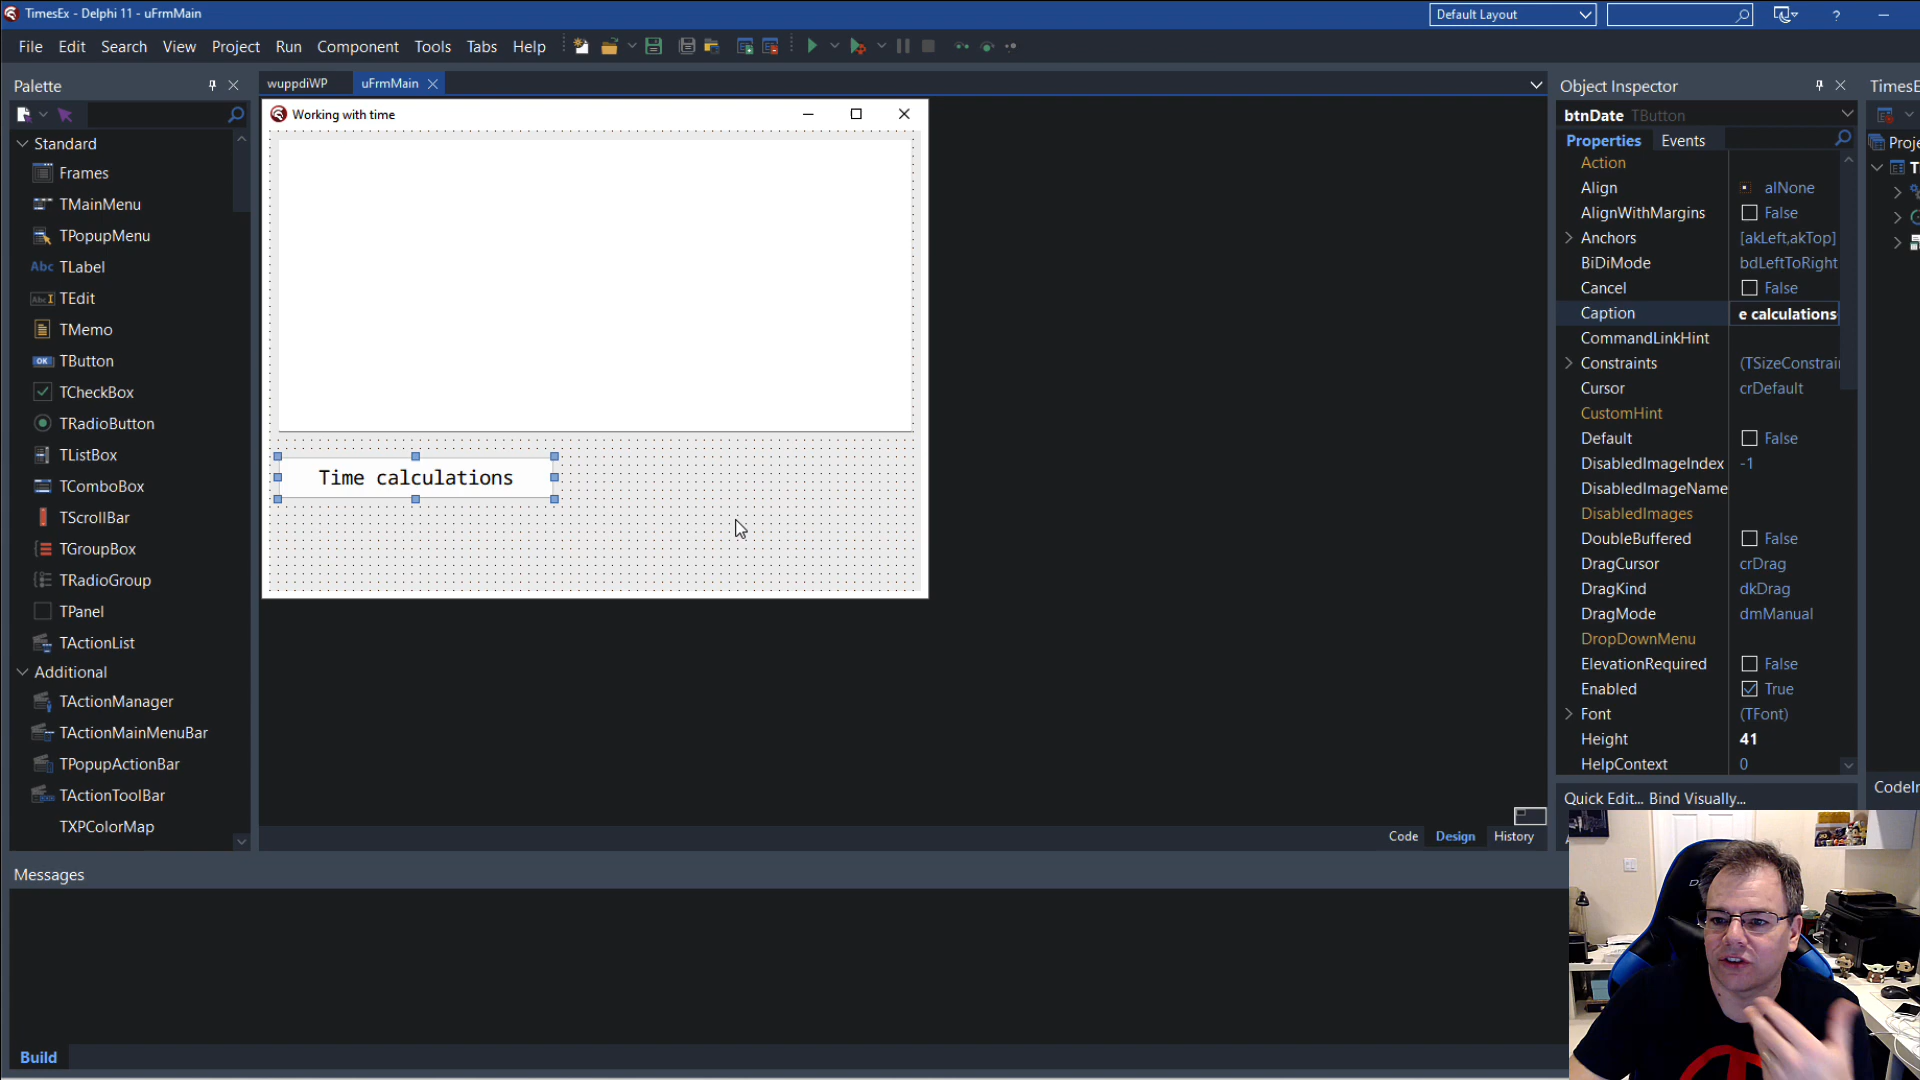 TimesEx - Delphi 11 - uFrmMain
Default Layout
?
File Edit Search View Project Run Component Tools Tabs Help
Palette
Standard
Frames
TMainMenu
TPopupMenu
Abc TLabel
TEdit
TMemo
OK TButton
TCheckBox
TRadioButton
TListBox
TComboBox
TScrollBar
TGroupBox
TRadioGroup
TPanel
TActionList
Additional
TActionManager
TActionMainMenuBar
TPopupActionBar
TActionToolBar
TXPColorMap
wuppdiWP uFrmMain
Working with time
Time calculations
Code Design History
Object Inspector
btnDate TButton
Properties Events
Action
Align alNone
AlignWithMargins False
Anchors [akLeft,akTop]
BiDiMode bdLeftToRight
Cancel False
Caption e calculations
CommandLinkHint
Constraints (TSizeConstrai
Cursor crDefault
CustomHint
Default False
DisabledImageIndex -1
DisabledImageName
DisabledImages
DoubleBuffered False
DragCursor crDrag
DragKind dkDrag
DragMode dmManual
DropDownMenu
ElevationRequired False
Enabled True
Font (TFont)
Height 41
HelpContext 0
Quick Edit... Bind Visually...
TimesE
Proje
T
CodeIn
Messages
Build